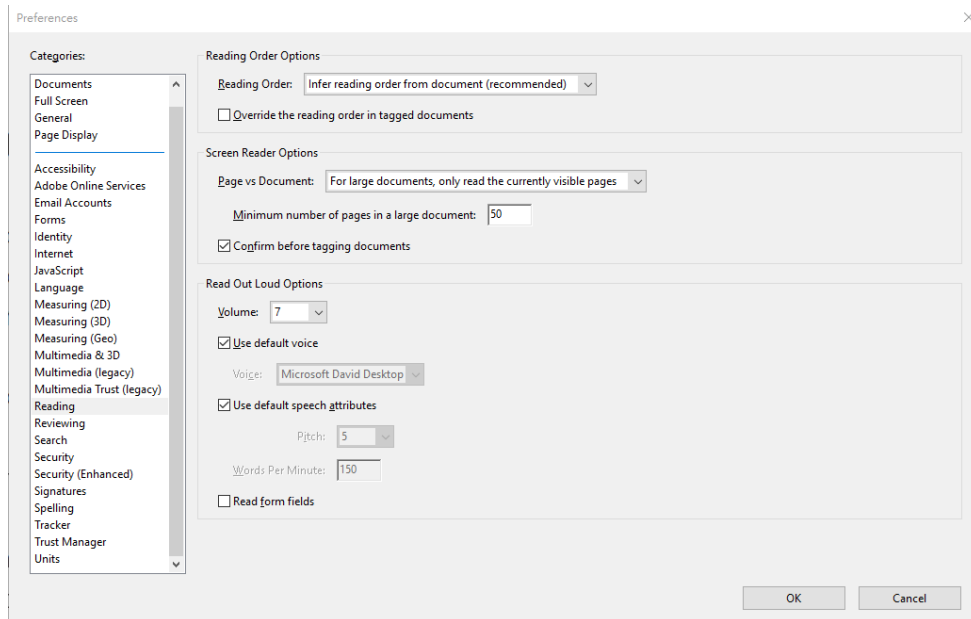 Preferences
Categories:
Documents
Full Screen
General
Page Display
Accessibility
Adobe Online Services
Email Accounts
Forms
Identity
Internet
JavaScript
Language
Measuring (2D)
Measuring (3D)
Measuring (Geo)
Multimedia & 3D
Multimedia (legacy)
Multimedia Trust (legacy)
Reading
Reviewing
Search
Security
Security (Enhanced)
Signatures
Spelling
Tracker
Trust Manager
Units
Reading Order Options
Reading Order: Infer reading order from document (recommended)
Override the reading order in tagged documents
Screen Reader Options
Page vs Document: For large documents, only read the currently visible pages
Minimum number of pages in a large document: 50
Confirm before tagging documents
Read Out Loud Options
Volume: 7
Use default voice
Voice: Microsoft David Desktop
Use default speech attributes
Pitch: 5
Words Per Minute: 150
Read form fields
OK Cancel